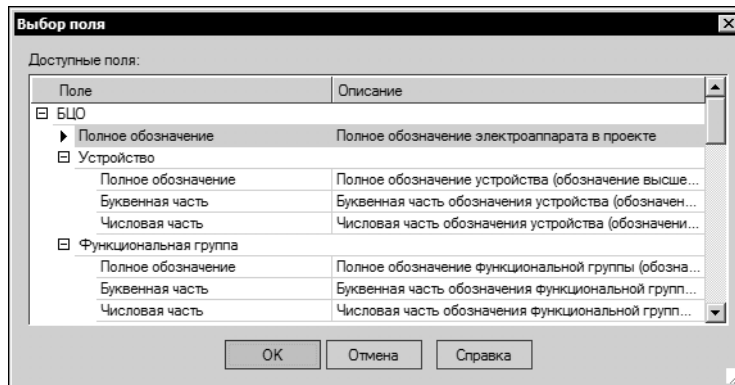 Выбор поля
Доступные поля:
Поле Описание
БЦО
Полное обозначение Полное обозначение электроаппарата в проекте
Устройство
Полное обозначение Полное обозначение устройства (обозначение высше...
Буквенная часть Буквенная часть обозначения устройства (обозначен...
Числовая часть Числовая часть обозначения устройства (обозначени...
Функциональная группа
Полное обозначение Полное обозначение функциональной группы (обозна...
Буквенная часть Буквенная часть обозначения функциональной групп...
Числовая часть Числовая часть обозначения функциональной групп...
OK Отмена Справка